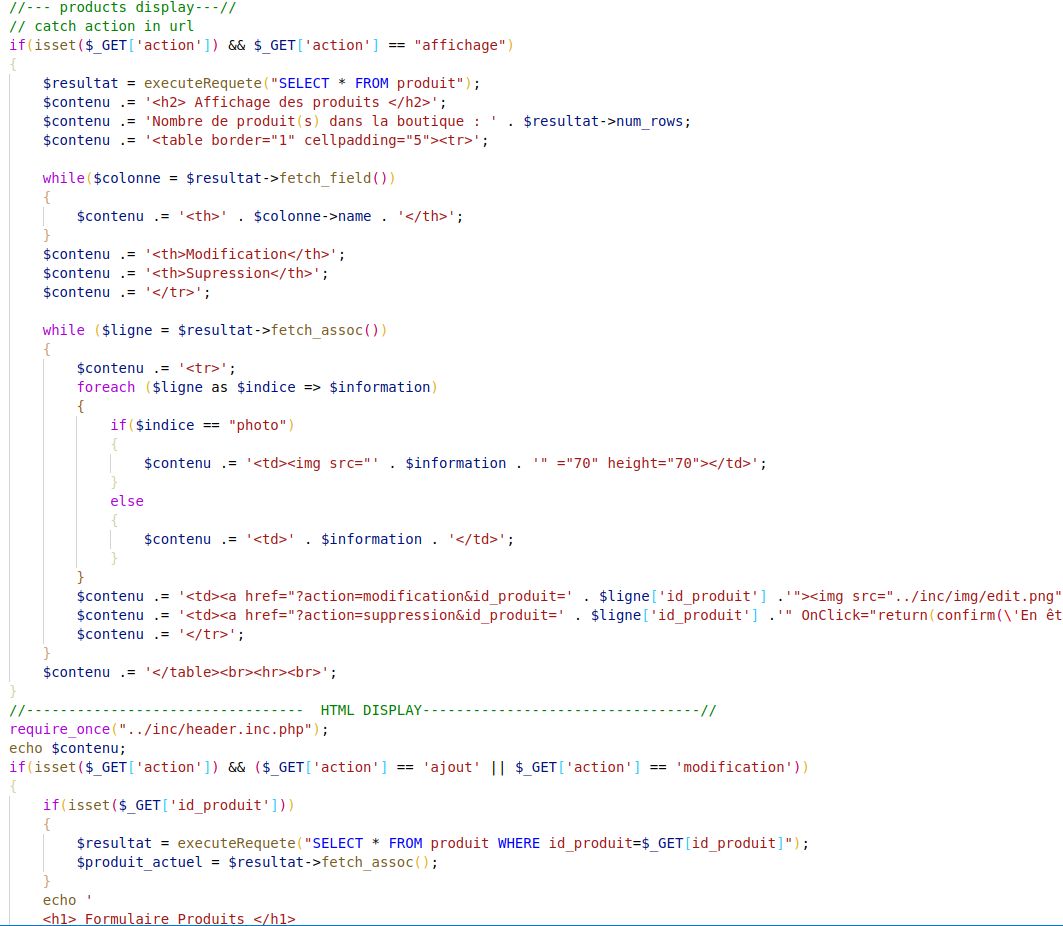 //--- products display---//
// catch action in url
if(isset($_GET['action']) && $_GET['action'] == "affichage")
{
    $resultat = executeRequete("SELECT * FROM produit");
    $contenu .= '<h2> Affichage des produits </h2>';
    $contenu .= 'Nombre de produit(s) dans la boutique : ' . $resultat->num_rows;
    $contenu .= '<table border="1" cellpadding="5"><tr>';

    while($colonne = $resultat->fetch_field())
    {
        $contenu .= '<th>' . $colonne->name . '</th>';
    }
    $contenu .= '<th>Modification</th>';
    $contenu .= '<th>Supression</th>';
    $contenu .= '</tr>';

    while ($ligne = $resultat->fetch_assoc())
    {
        $contenu .= '<tr>';
        foreach ($ligne as $indice => $information)
        {
            if($indice == "photo")
            {
                $contenu .= '<td><img src="' . $information . '" ="70" height="70"></td>';
            }
            else
            {
                $contenu .= '<td>' . $information . '</td>';
            }
        }
        $contenu .= '<td><a href="?action=modification&id_produit=' . $ligne['id_produit'] .'"><img src="../inc/img/edit.png"
        $contenu .= '<td><a href="?action=suppression&id_produit=' . $ligne['id_produit'] .'" OnClick="return(confirm(\'En êt
        $contenu .= '</tr>';
    }
    $contenu .= '</table><br><hr><br>';
}
//--------------------------------- HTML DISPLAY---------------------------------//
require_once("../inc/header.inc.php");
echo $contenu;
if(isset($_GET['action']) && ($_GET['action'] == 'ajout' || $_GET['action'] == 'modification'))
{
    if(isset($_GET['id_produit']))
    {
        $resultat = executeRequete("SELECT * FROM produit WHERE id_produit=$_GET[id_produit]");
        $produit_actuel = $resultat->fetch_assoc();
    }
    echo '
    <h1> Formulaire Produits </h1>